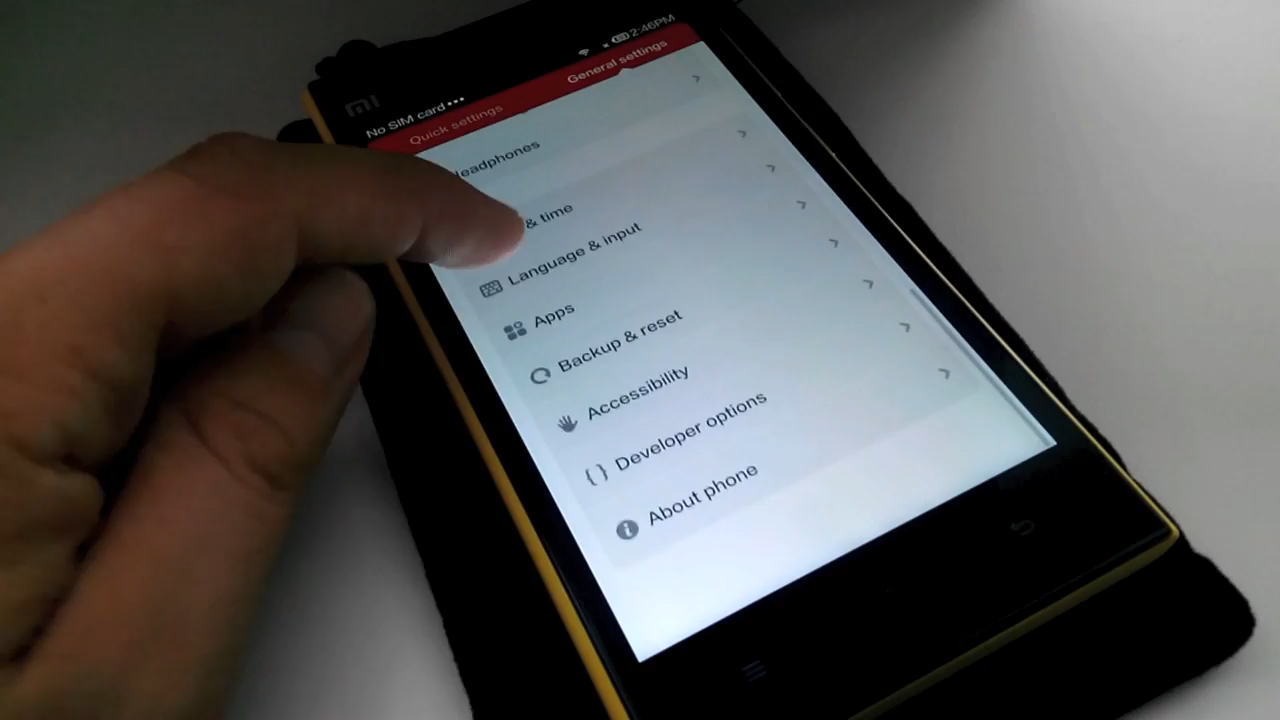 mi
No SIM card...
2:46PM
Quick settings
General settings
Headphones
& time
Language & input
Apps
Backup & reset
Accessibility
{ } Developer options
About phone